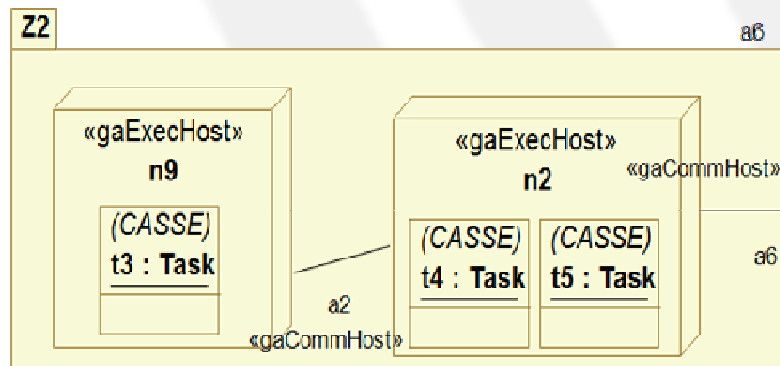 Z2
a6
«gaExecHost»
n9
(CASSE)
t3 : Task
«gaExecHost»
n2
(CASSE)
t4 : Task
(CASSE)
t5 : Task
«gaCommHost»
a6
a2
«gaCommHost»